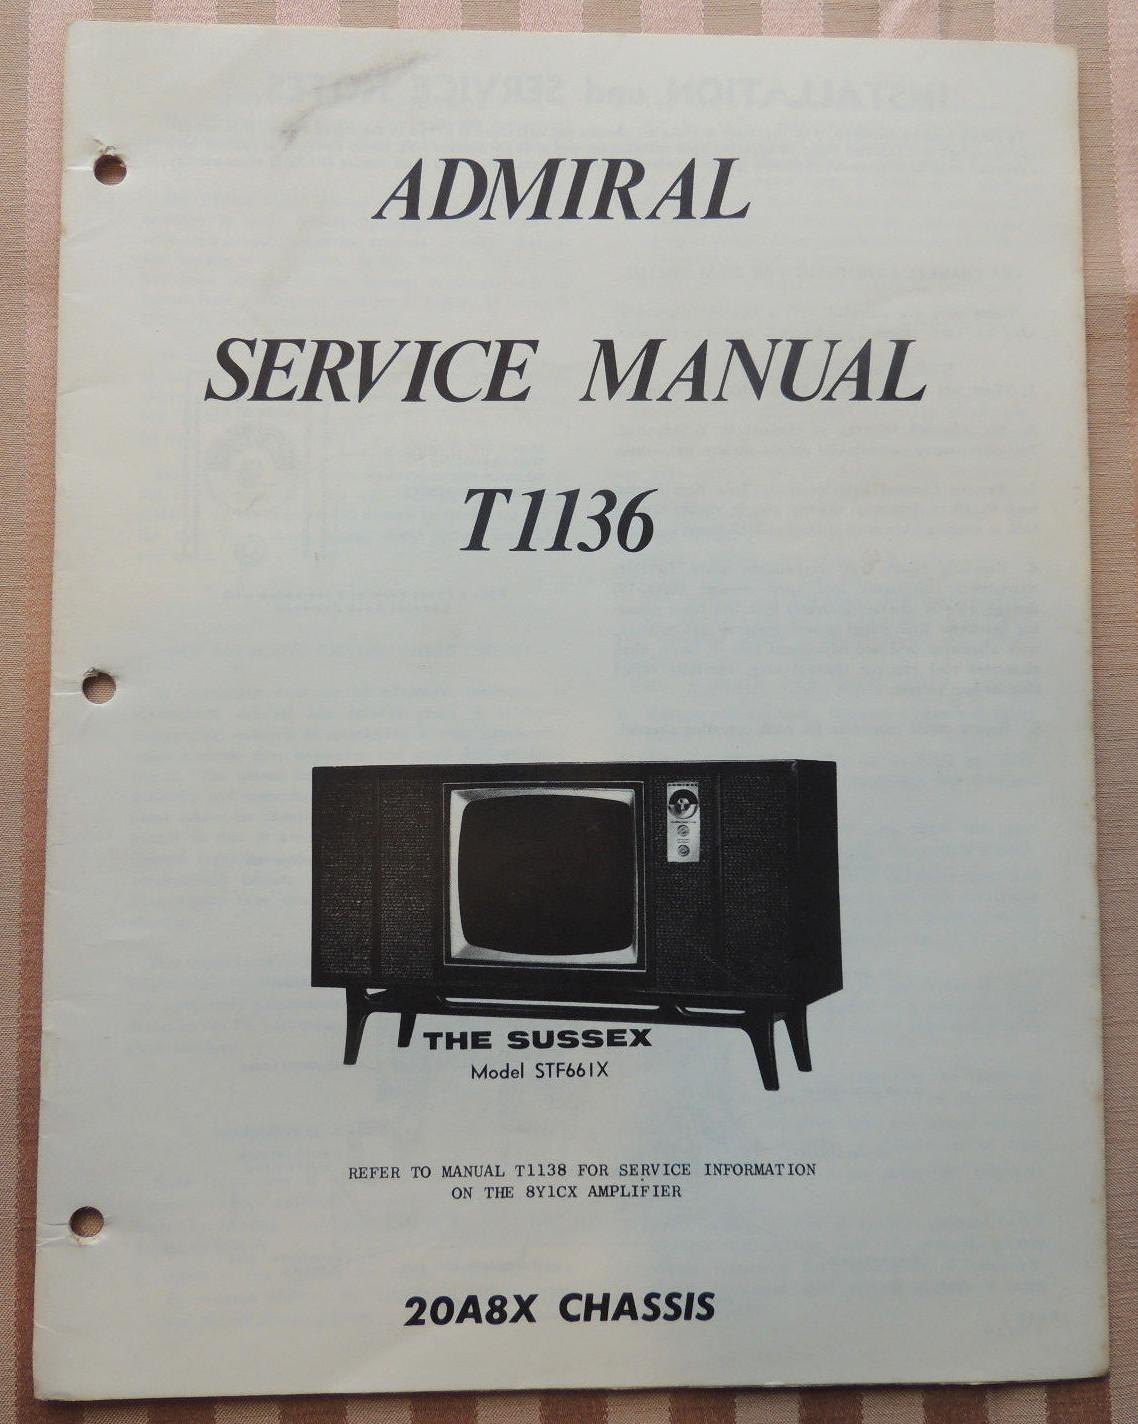 ADMIRAL
SERVICE MANUAL
T1136
THE SUSSEX
Model STF661X
REFER TO MANUAL T1138 FOR SERVICE INFORMATION
ON THE 8Y1CX AMPLIFIER
20A8X CHASSIS